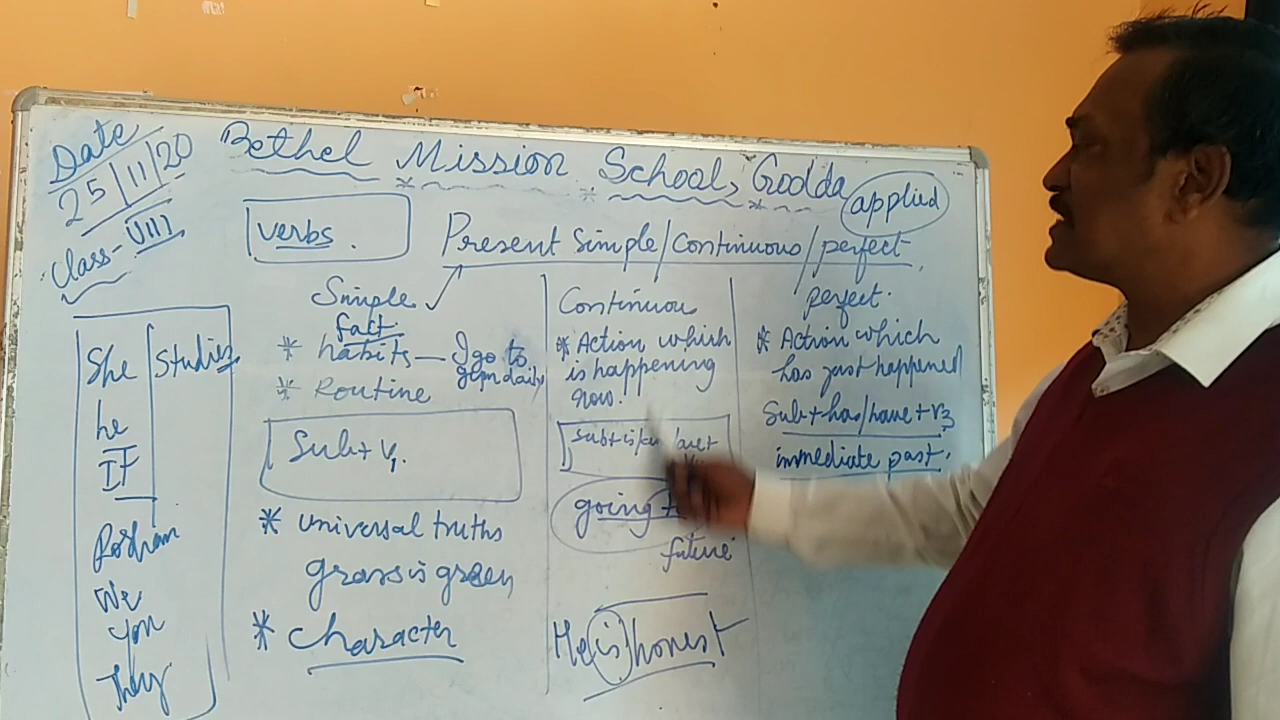 Date
25/11/20
Class-VIII
Bethel Mission School, Godda
applied
verbs.
Present Simple/Continuous/perfect
She Studies
he
IT
We
You
They
Simple
fact
* habits — I go to
gym daily
* Routine
Sub + V1.
* universal truths
grass is green
* Character
Continuous
* Action which
is happening
now.
going
future
He is honest
perfect.
* Action which
has just happened
Sub + has/have + V3
immediate past.